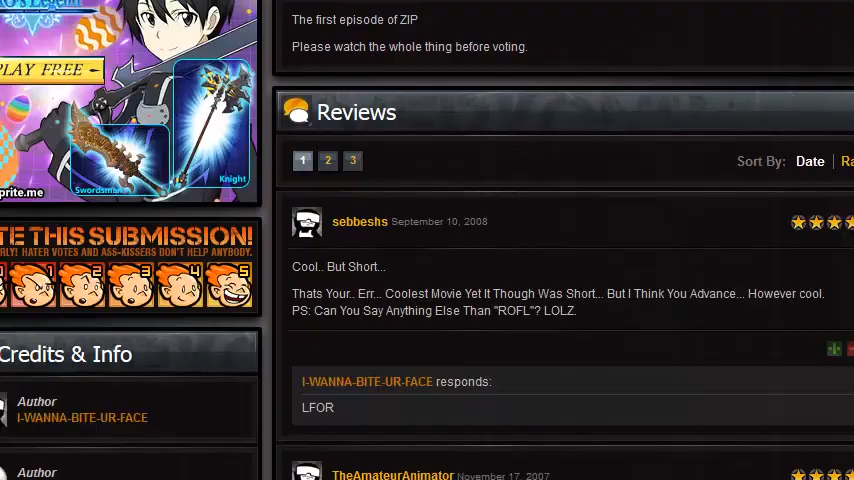 The first episode of ZIP
Please watch the whole thing before voting.
PLAY FREE
Swordsman
Knight
sprite.me
Reviews
1 2 3
Sort By: Date
sebbeshs September 10, 2008
Cool.. But Short...
Thats Your.. Err... Coolest Movie Yet It Though Was Short... But I Think You Advance... However cool.
PS: Can You Say Anything Else Than "ROFL"? LOLZ.
I-WANNA-BITE-UR-FACE responds:
LFOR
TheAmateurAnimator November 17, 2007
TE THIS SUBMISSION!
RLY! HATER VOTES AND ASS-KISSERS DON'T HELP ANYBODY.
1 2 3 4 5
Credits & Info
Author
I-WANNA-BITE-UR-FACE
Author